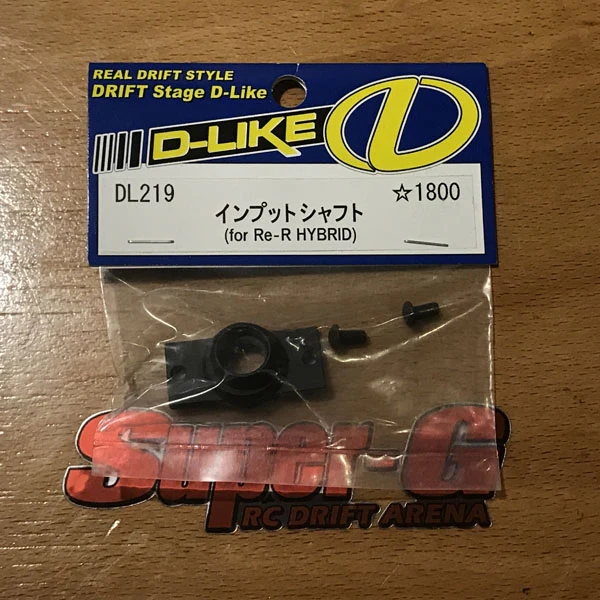 REAL DRIFT STYLE
DRIFT Stage D-Like
D-LIKE
DL219
☆1800
インプットシャフト
(for Re-R HYBRID)
Super-G
RC DRIFT ARENA